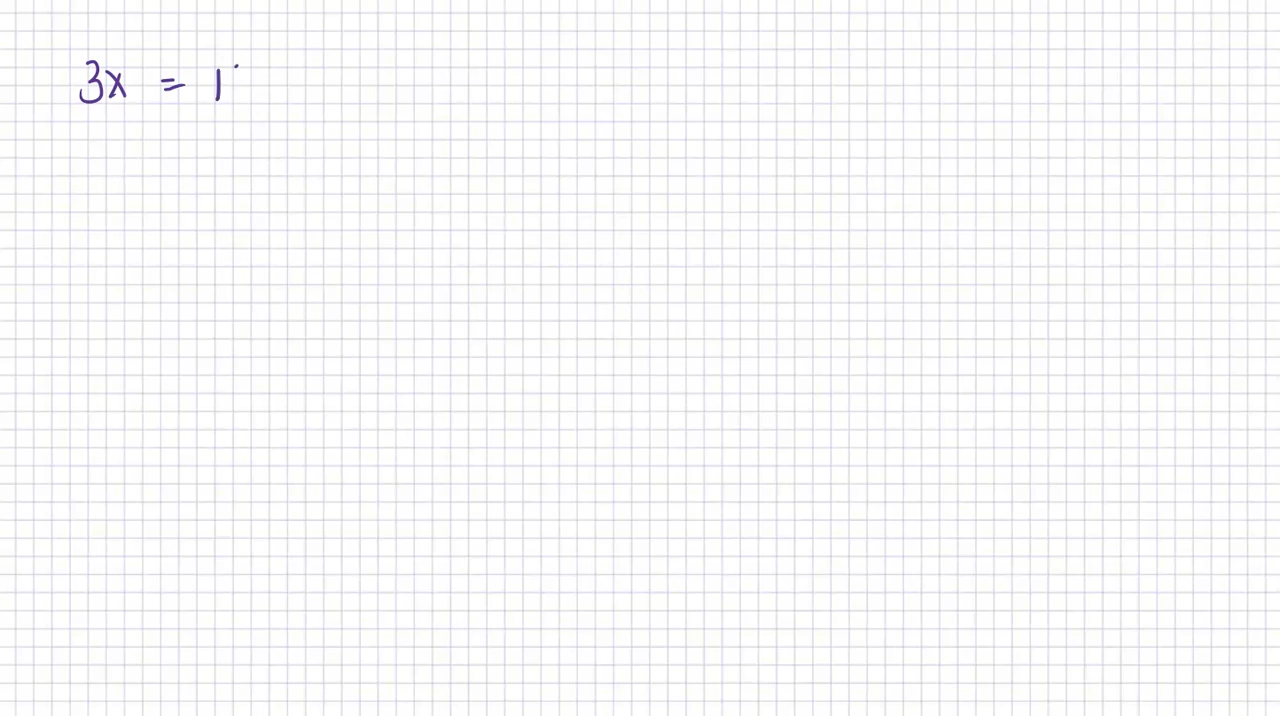 3x = 1